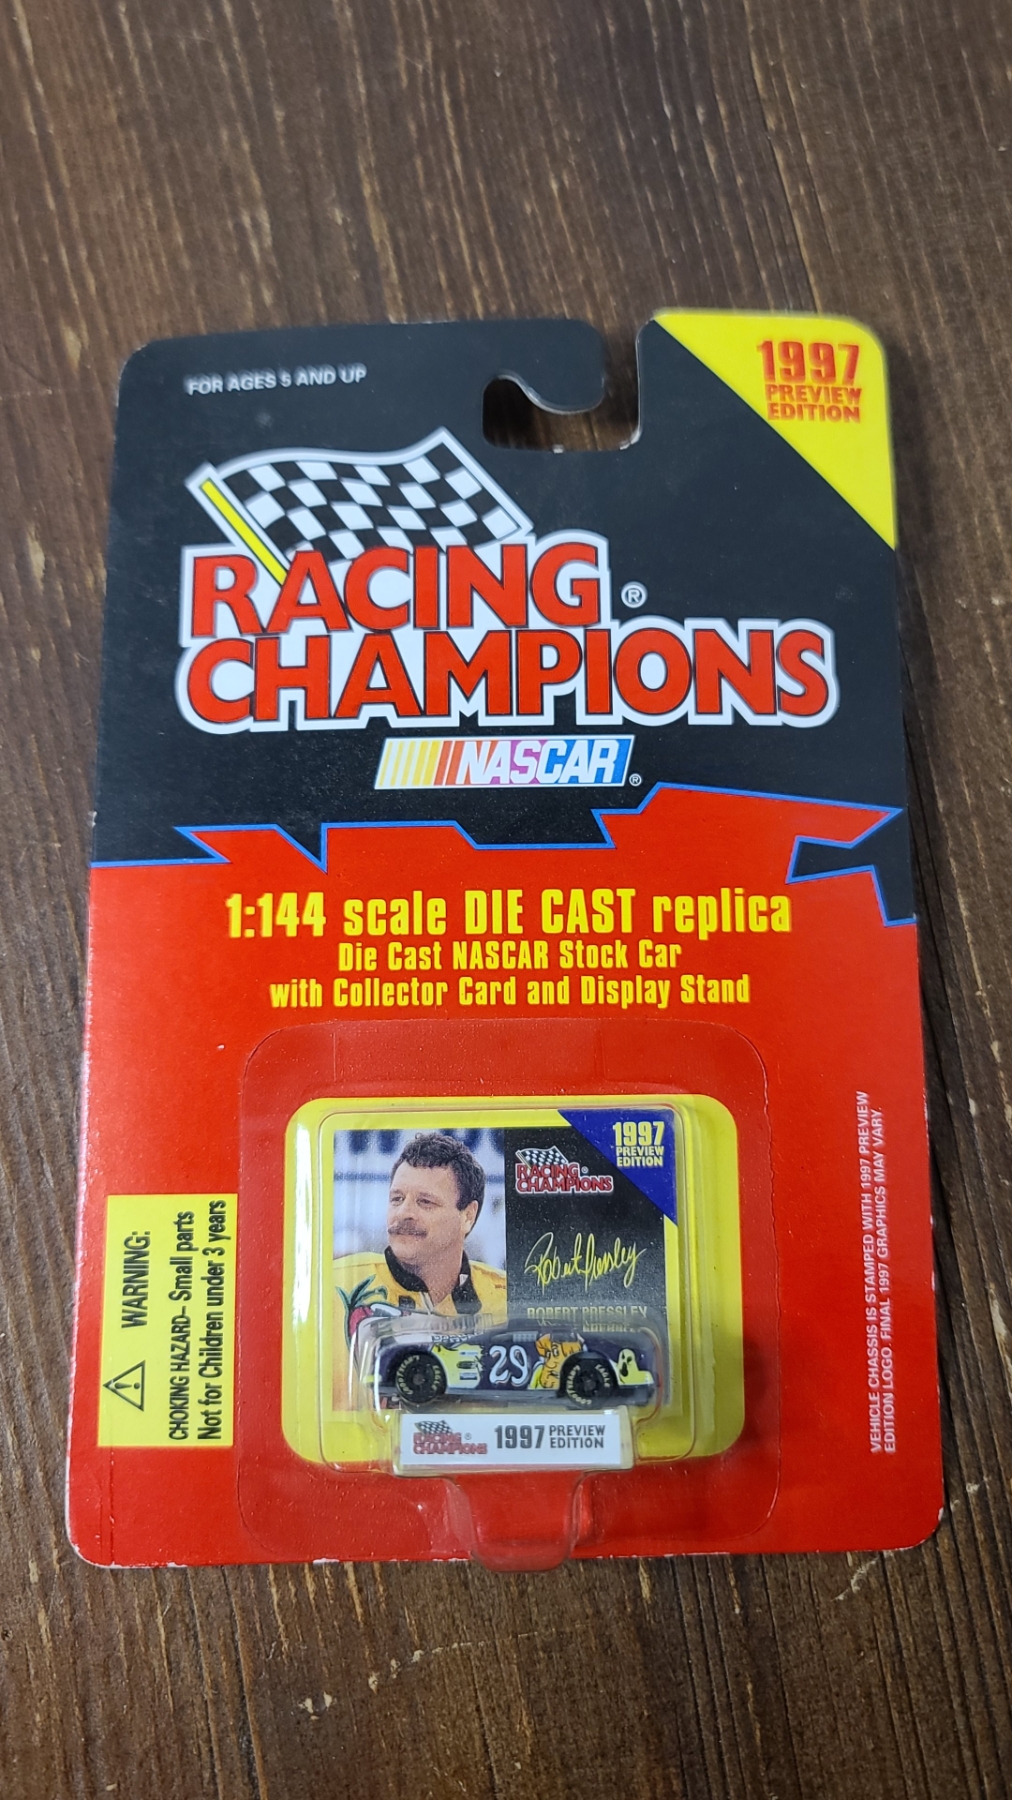 FOR AGES 5 AND UP
1997
PREVIEW
EDITION
RACING ®
CHAMPIONS
NASCAR ®
1:144 scale DIE CAST replica
Die Cast NASCAR Stock Car
with Collector Card and Display Stand
1997
PREVIEW
EDITION
RACING ®
CHAMPIONS
Robert Pressley
ROBERT PRESSLEY
29
RACING ®
CHAMPIONS
1997 PREVIEW
EDITION
WARNING:
CHOKING HAZARD– Small parts
Not for Children under 3 years
VEHICLE CHASSIS IS STAMPED WITH 1997 PREVIEW
EDITION LOGO. FINAL 1997 GRAPHICS MAY VARY.